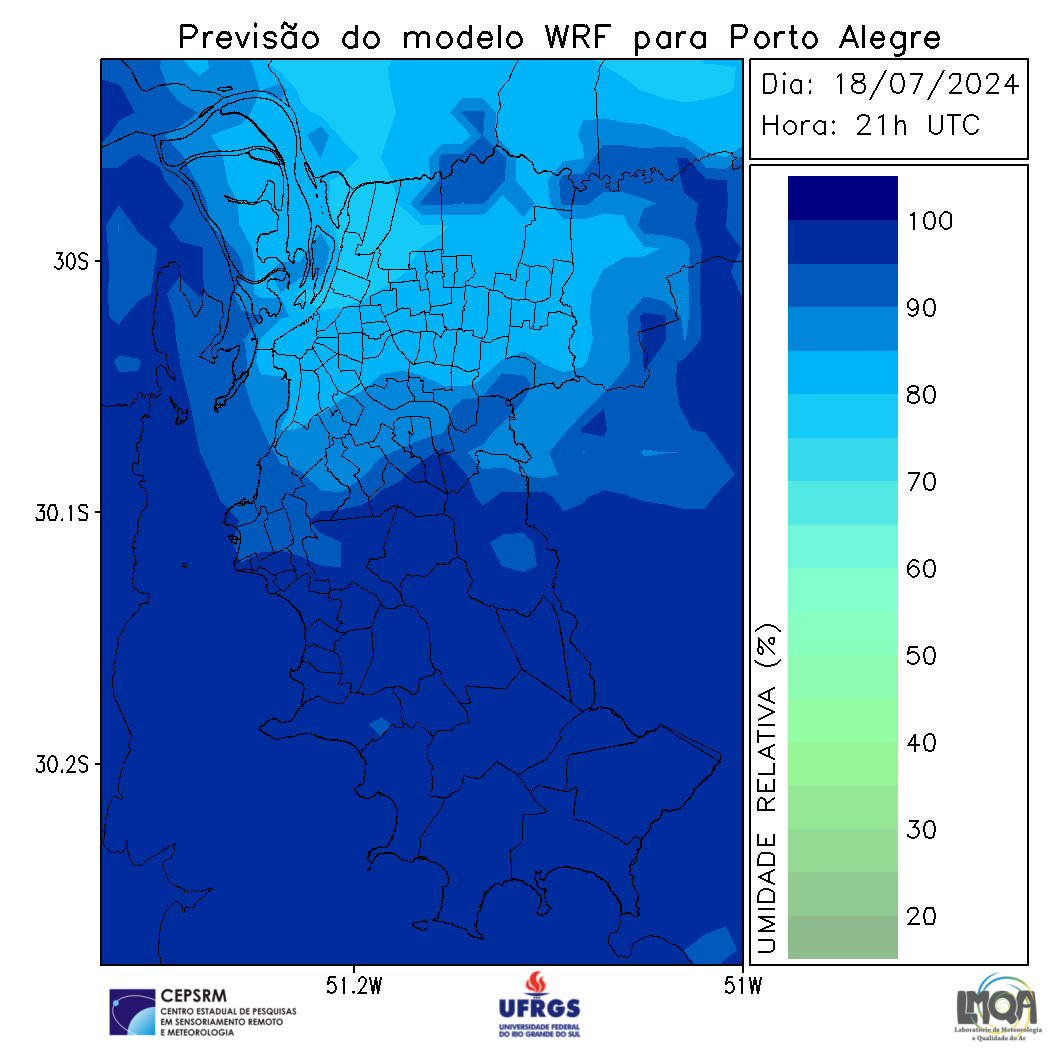 Previsão do modelo WRF para Porto Alegre
Dia: 18/07/2024
Hora: 21h UTC
30S
30.1S
30.2S
51.2W
51W
UMIDADE RELATIVA (%)
100
90
80
70
60
50
40
30
20
CEPSRM
CENTRO ESTADUAL DE PESQUISAS
EM SENSORIAMENTO REMOTO
E METEOROLOGIA
UFRGS
UNIVERSIDADE FEDERAL
DO RIO GRANDE DO SUL
LMQA
Laboratório de Meteorologia
e Qualidade do Ar